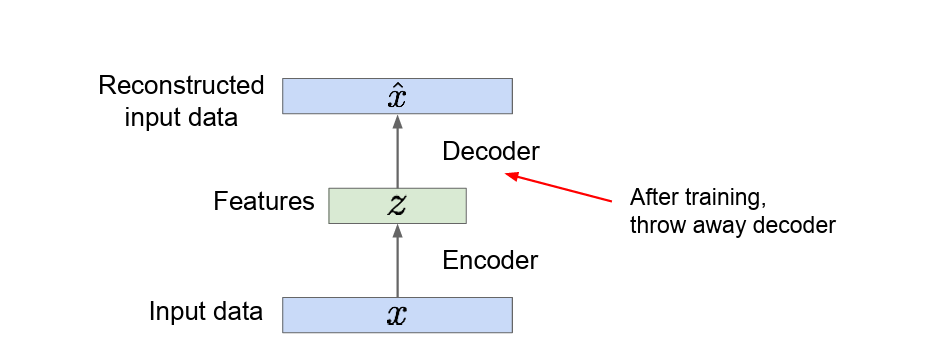 Reconstructed
input data
x̂
Decoder
After training,
throw away decoder
Features
z
Encoder
Input data
x